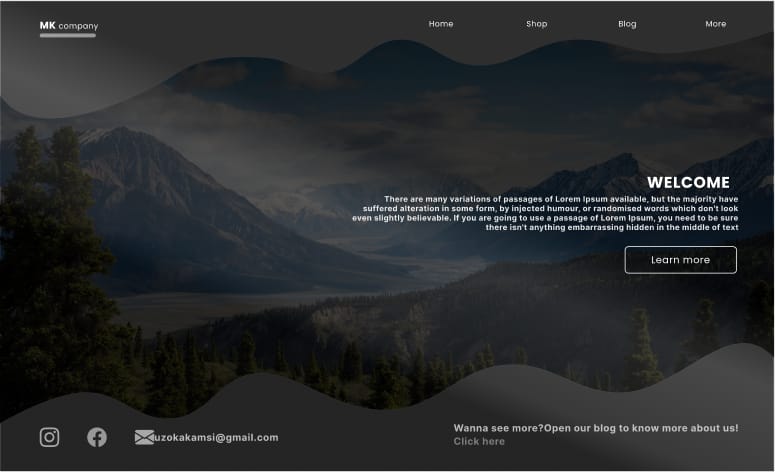 MK company
Home
Shop
Blog
More
WELCOME
There are many variations of passages of Lorem Ipsum available, but the majority have
suffered alteration in some form, by injected humour, or randomised words which don't look
even slightly believable. If you are going to use a passage of Lorem Ipsum, you need to be sure
there isn't anything embarrassing hidden in the middle of text
Learn more
uzokakamsi@gmail.com
Wanna see more?Open our blog to know more about us!
Click here